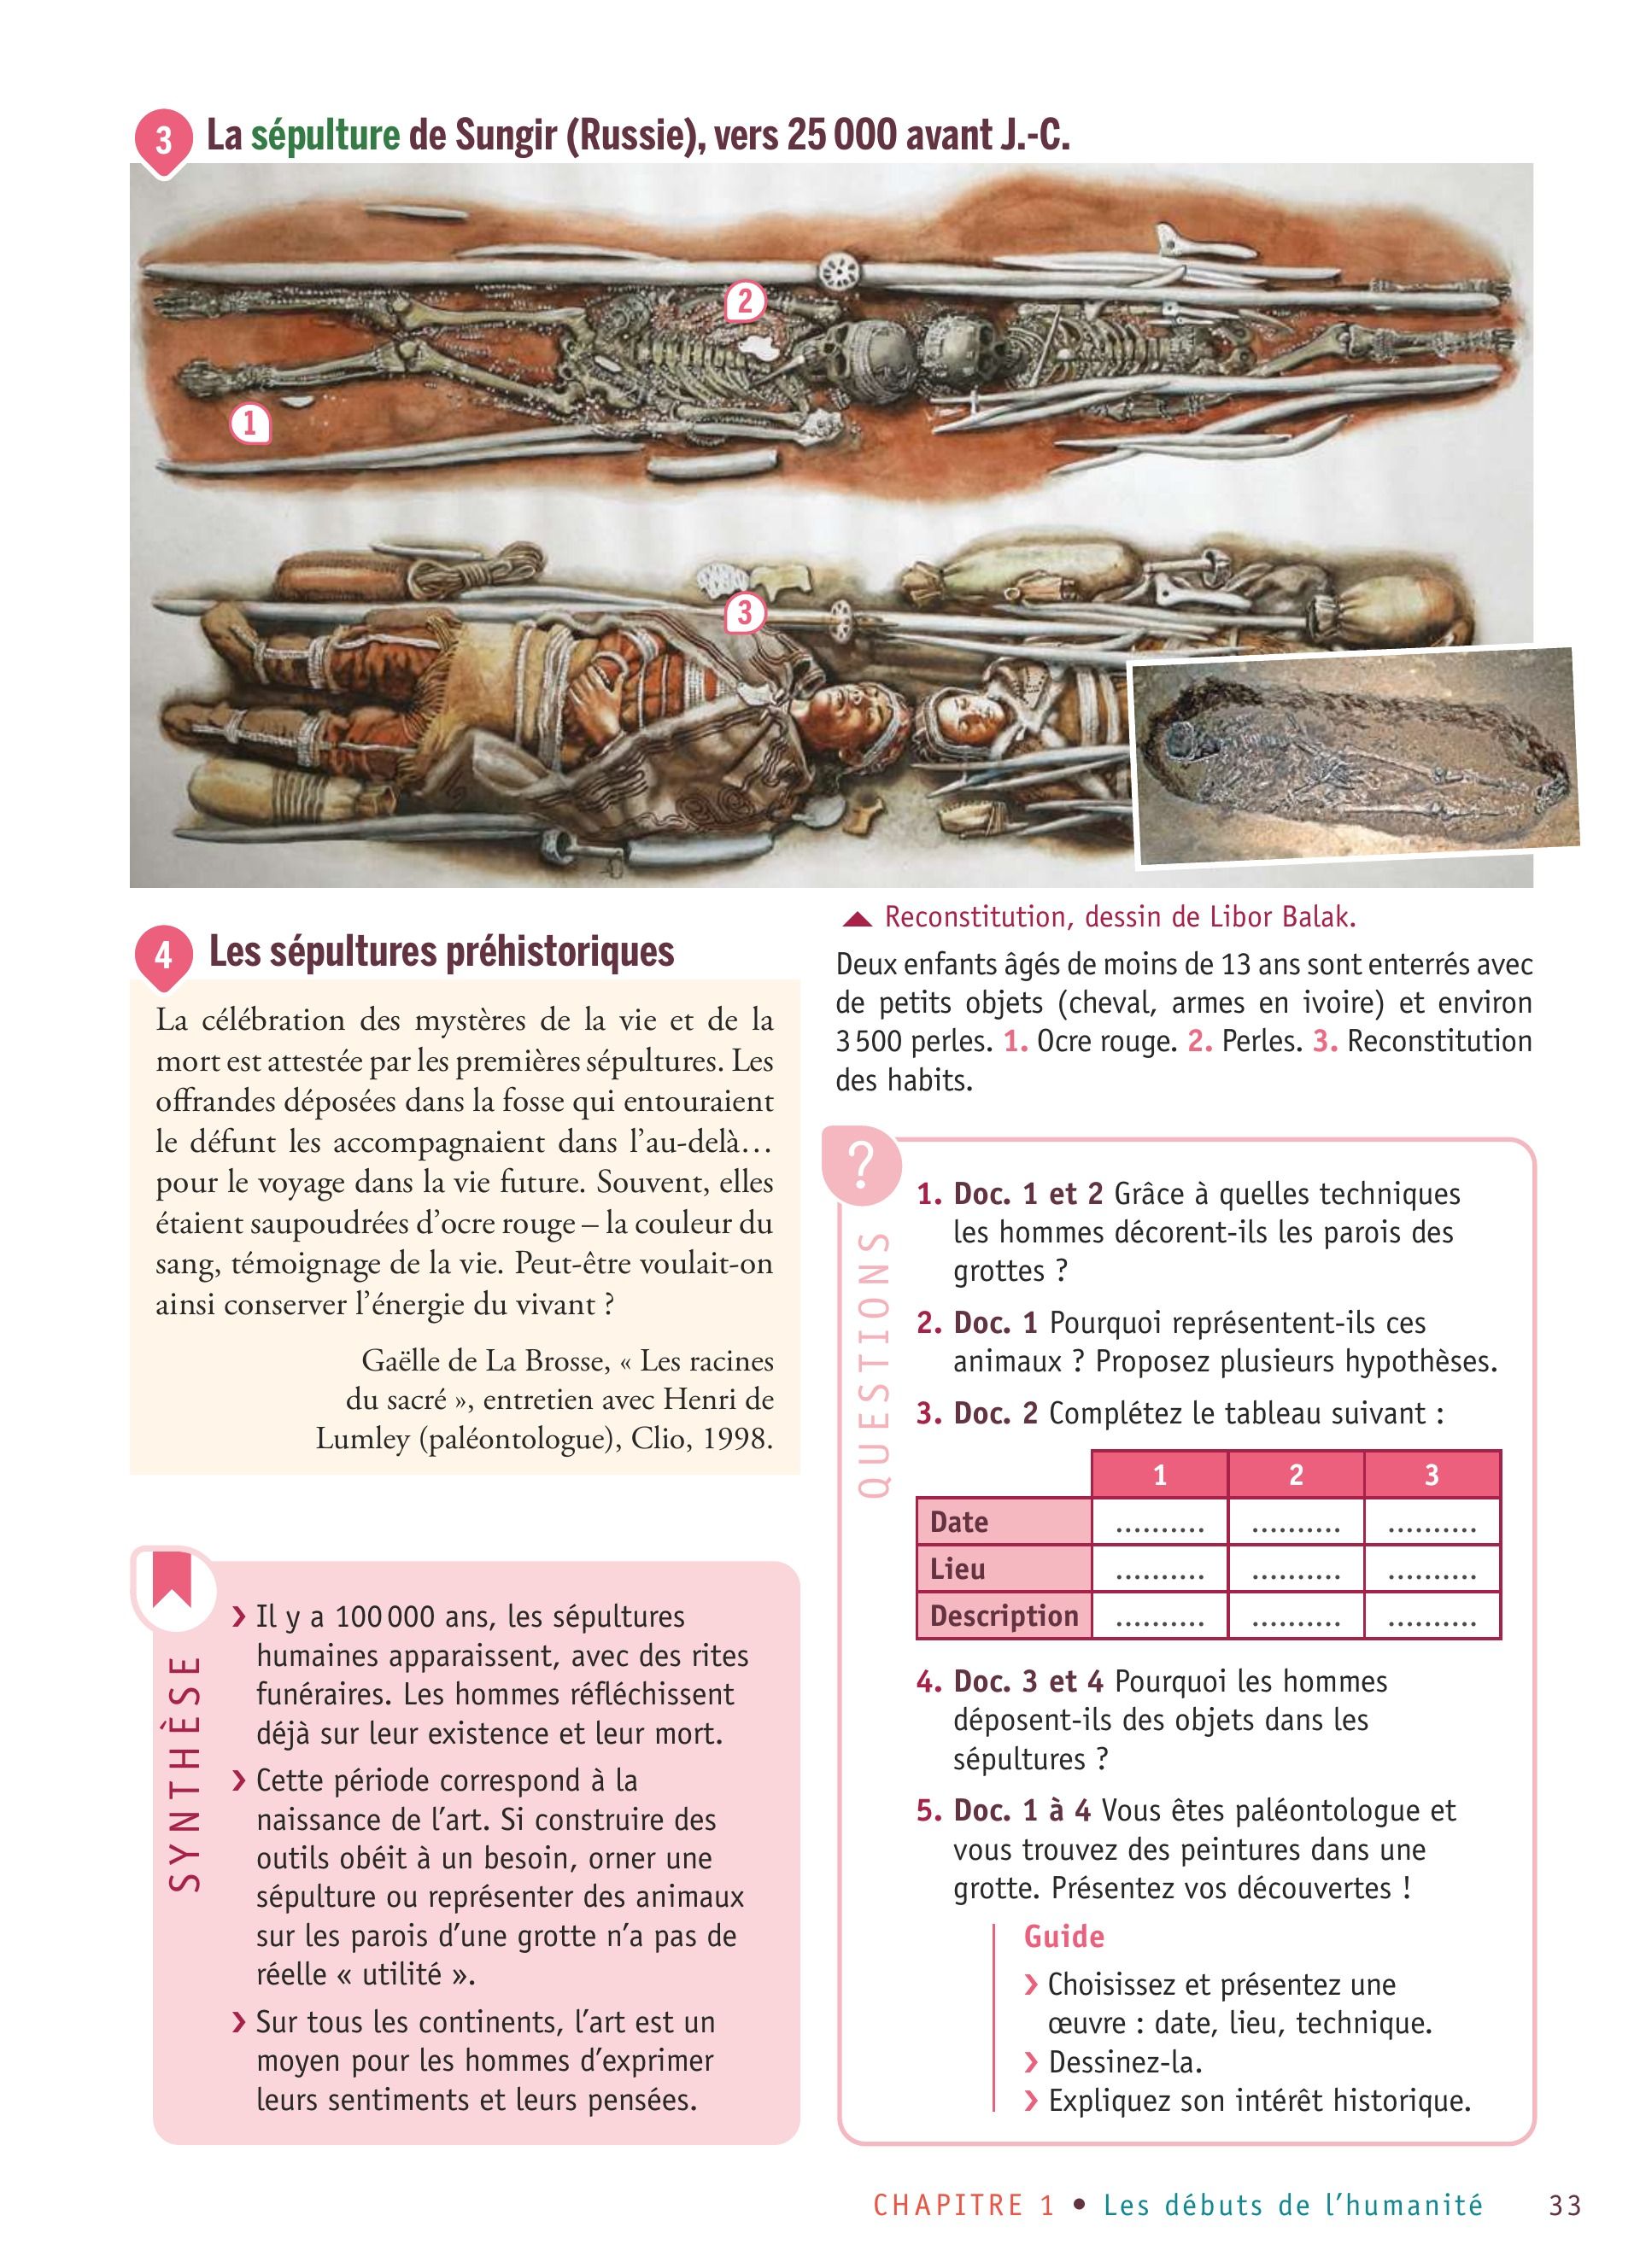 3 La sépulture de Sungir (Russie), vers 25 000 avant J.-C.
2
1
3
▲ Reconstitution, dessin de Libor Balak.
Deux enfants âgés de moins de 13 ans sont enterrés avec
de petits objets (cheval, armes en ivoire) et environ
3 500 perles. 1. Ocre rouge. 2. Perles. 3. Reconstitution
des habits.
4 Les sépultures préhistoriques
La célébration des mystères de la vie et de la
mort est attestée par les premières sépultures. Les
offrandes déposées dans la fosse qui entouraient
le défunt les accompagnaient dans l'au-delà…
pour le voyage dans la vie future. Souvent, elles
étaient saupoudrées d'ocre rouge – la couleur du
sang, témoignage de la vie. Peut-être voulait-on
ainsi conserver l'énergie du vivant ?
Gaëlle de La Brosse, « Les racines
du sacré », entretien avec Henri de
Lumley (paléontologue), Clio, 1998.
SYNTHÈSE
› Il y a 100 000 ans, les sépultures
humaines apparaissent, avec des rites
funéraires. Les hommes réfléchissent
déjà sur leur existence et leur mort.
› Cette période correspond à la
naissance de l'art. Si construire des
outils obéit à un besoin, orner une
sépulture ou représenter des animaux
sur les parois d'une grotte n'a pas de
réelle « utilité ».
› Sur tous les continents, l'art est un
moyen pour les hommes d'exprimer
leurs sentiments et leurs pensées.
?
QUESTIONS
1. Doc. 1 et 2 Grâce à quelles techniques
les hommes décorent-ils les parois des
grottes ?
2. Doc. 1 Pourquoi représentent-ils ces
animaux ? Proposez plusieurs hypothèses.
3. Doc. 2 Complétez le tableau suivant :
1 2 3
Date .......... .......... ..........
Lieu .......... .......... ..........
Description .......... .......... ..........
4. Doc. 3 et 4 Pourquoi les hommes
déposent-ils des objets dans les
sépultures ?
5. Doc. 1 à 4 Vous êtes paléontologue et
vous trouvez des peintures dans une
grotte. Présentez vos découvertes !
Guide
› Choisissez et présentez une
œuvre : date, lieu, technique.
› Dessinez-la.
› Expliquez son intérêt historique.
CHAPITRE 1 • Les débuts de l'humanité 33